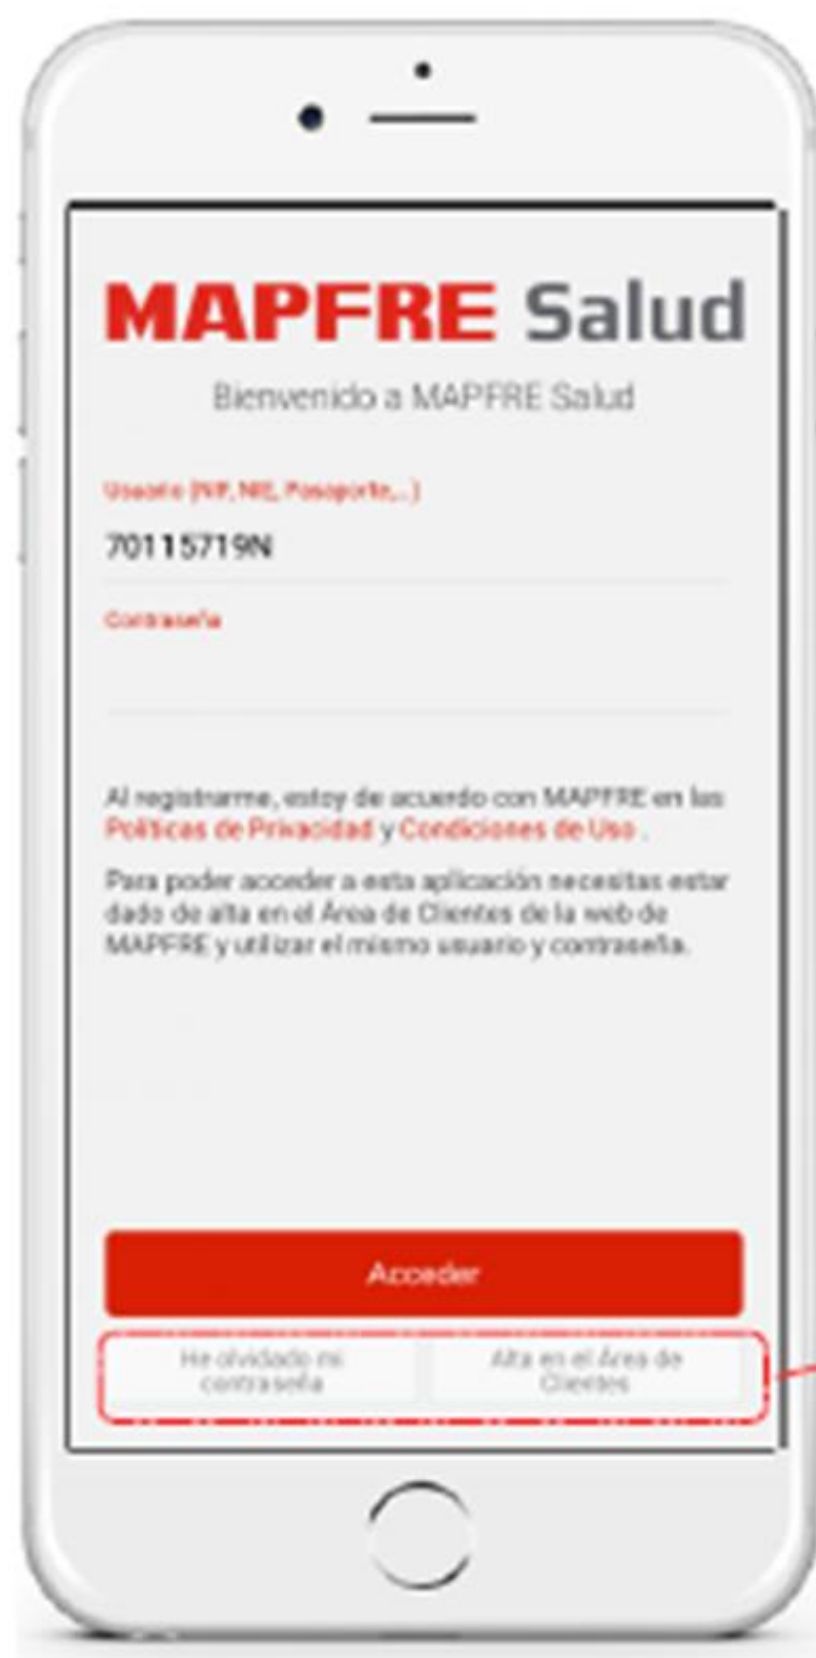 MAPFRE Salud
Bienvenido a MAPFRE Salud
Usuario (NIF, NIE, Pasaporte,...)
70115719N
Contraseña
Al registrarme, estoy de acuerdo con MAPFRE en las
Políticas de Privacidad y Condiciones de Uso .
Para poder acceder a esta aplicación necesitas estar
dado de alta en el Área de Clientes de la web de
MAPFRE y utilizar el mismo usuario y contraseña.
Acceder
He olvidado mi
contraseña
Alta en el Área de
Clientes